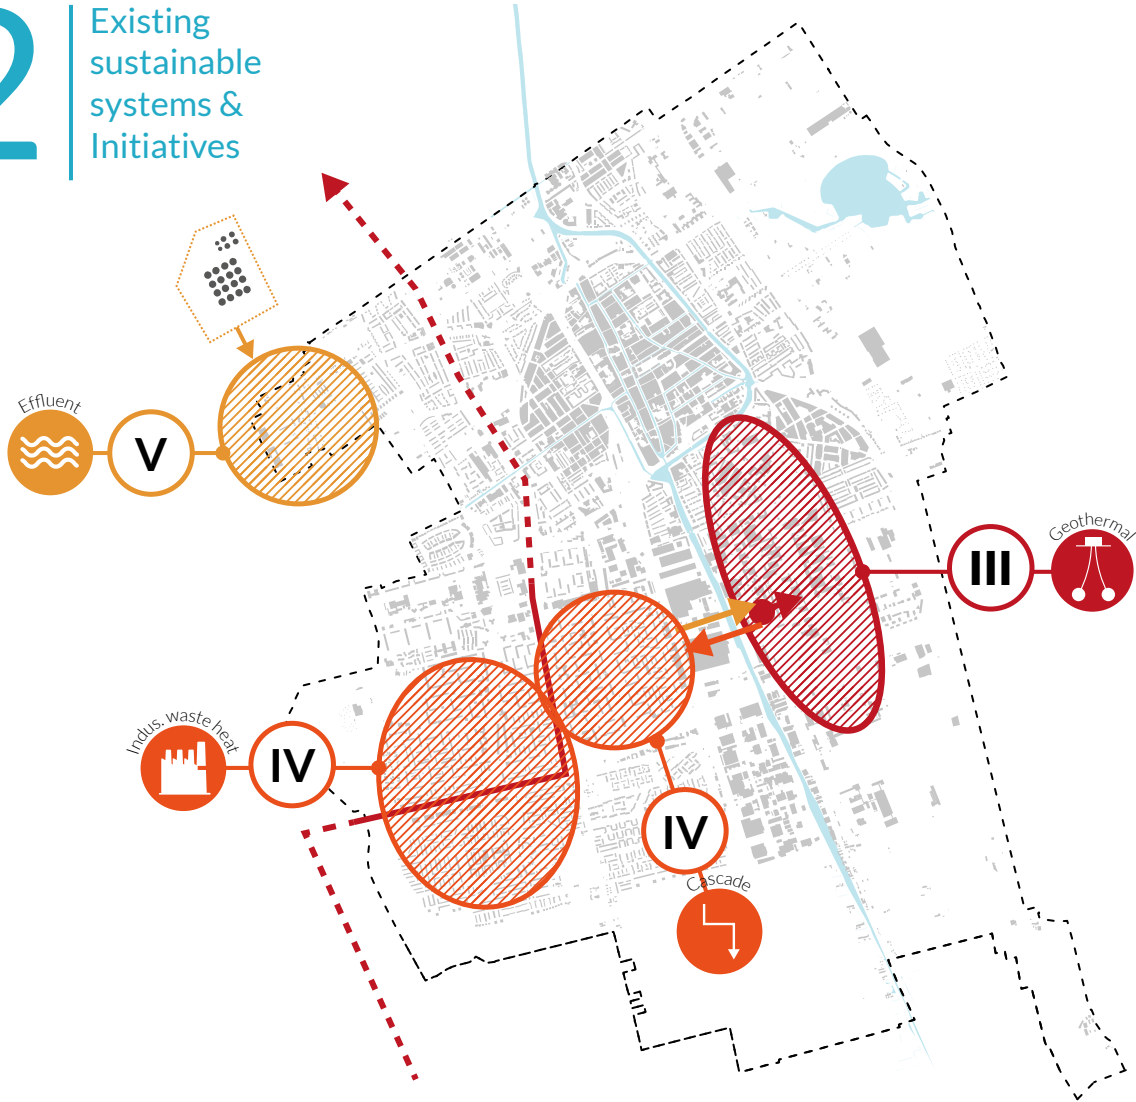 2
Existing
sustainable
systems &
Initiatives
Effluent
V
III
Geothermal
Indus. waste heat
IV
IV
Cascade